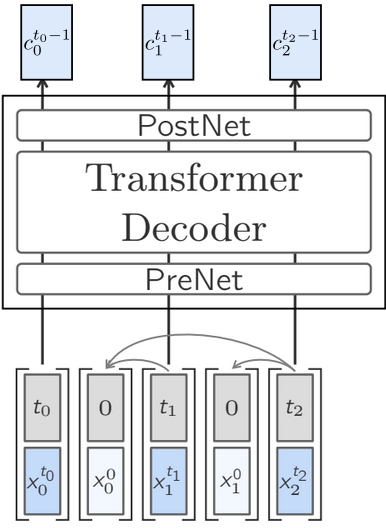 c_0^{t_0-1} c_1^{t_1-1} c_2^{t_2-1}
PostNet
Transformer
Decoder
PreNet
t_0 0 t_1 0 t_2
x_0^{t_0} x_0^0 x_1^{t_1} x_1^0 x_2^{t_2}